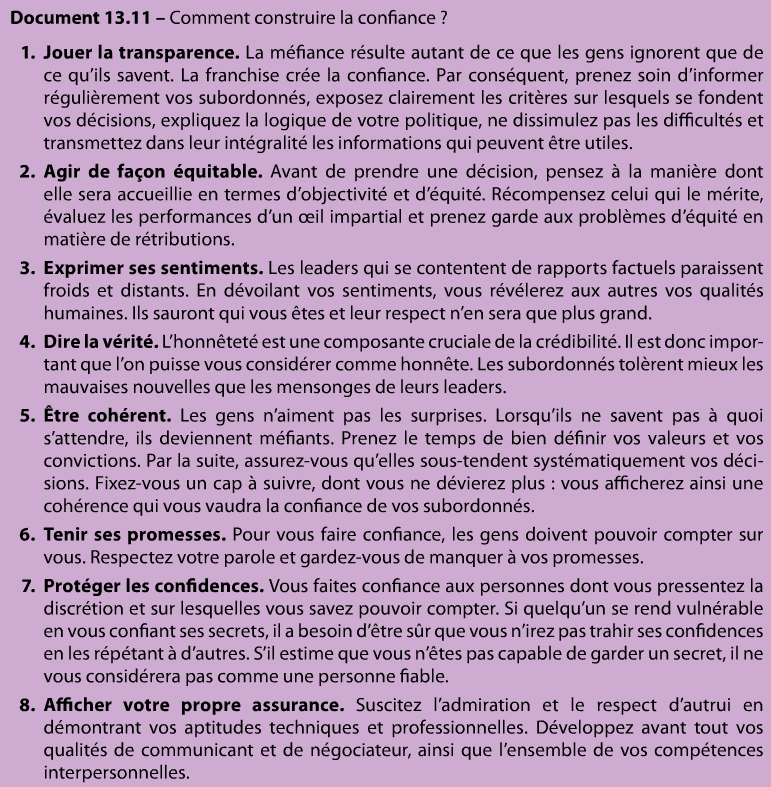 Document 13.11 – Comment construire la confiance ?
1. Jouer la transparence. La méfiance résulte autant de ce que les gens ignorent que de
ce qu’ils savent. La franchise crée la confiance. Par conséquent, prenez soin d’informer
régulièrement vos subordonnés, exposez clairement les critères sur lesquels se fondent
vos décisions, expliquez la logique de votre politique, ne dissimulez pas les difficultés et
transmettez dans leur intégralité les informations qui peuvent être utiles.
2. Agir de façon équitable. Avant de prendre une décision, pensez à la manière dont
elle sera accueillie en termes d’objectivité et d’équité. Récompensez celui qui le mérite,
évaluez les performances d’un œil impartial et prenez garde aux problèmes d’équité en
matière de rétributions.
3. Exprimer ses sentiments. Les leaders qui se contentent de rapports factuels paraissent
froids et distants. En dévoilant vos sentiments, vous révélerez aux autres vos qualités
humaines. Ils sauront qui vous êtes et leur respect n’en sera que plus grand.
4. Dire la vérité. L’honnêteté est une composante cruciale de la crédibilité. Il est donc impor-
tant que l’on puisse vous considérer comme honnête. Les subordonnés tolèrent mieux les
mauvaises nouvelles que les mensonges de leurs leaders.
5. Être cohérent. Les gens n’aiment pas les surprises. Lorsqu’ils ne savent pas à quoi
s’attendre, ils deviennent méfiants. Prenez le temps de bien définir vos valeurs et vos
convictions. Par la suite, assurez-vous qu’elles sous-tendent systématiquement vos déci-
sions. Fixez-vous un cap à suivre, dont vous ne dévierez plus : vous afficherez ainsi une
cohérence qui vous vaudra la confiance de vos subordonnés.
6. Tenir ses promesses. Pour vous faire confiance, les gens doivent pouvoir compter sur
vous. Respectez votre parole et gardez-vous de manquer à vos promesses.
7. Protéger les confidences. Vous faites confiance aux personnes dont vous pressentez la
discrétion et sur lesquelles vous savez pouvoir compter. Si quelqu’un se rend vulnérable
en vous confiant ses secrets, il a besoin d’être sûr que vous n’irez pas trahir ses confidences
en les répétant à d’autres. S’il estime que vous n’êtes pas capable de garder un secret, il ne
vous considérera pas comme une personne fiable.
8. Afficher votre propre assurance. Suscitez l’admiration et le respect d’autrui en
démontrant vos aptitudes techniques et professionnelles. Développez avant tout vos
qualités de communicant et de négociateur, ainsi que l’ensemble de vos compétences
interpersonnelles.